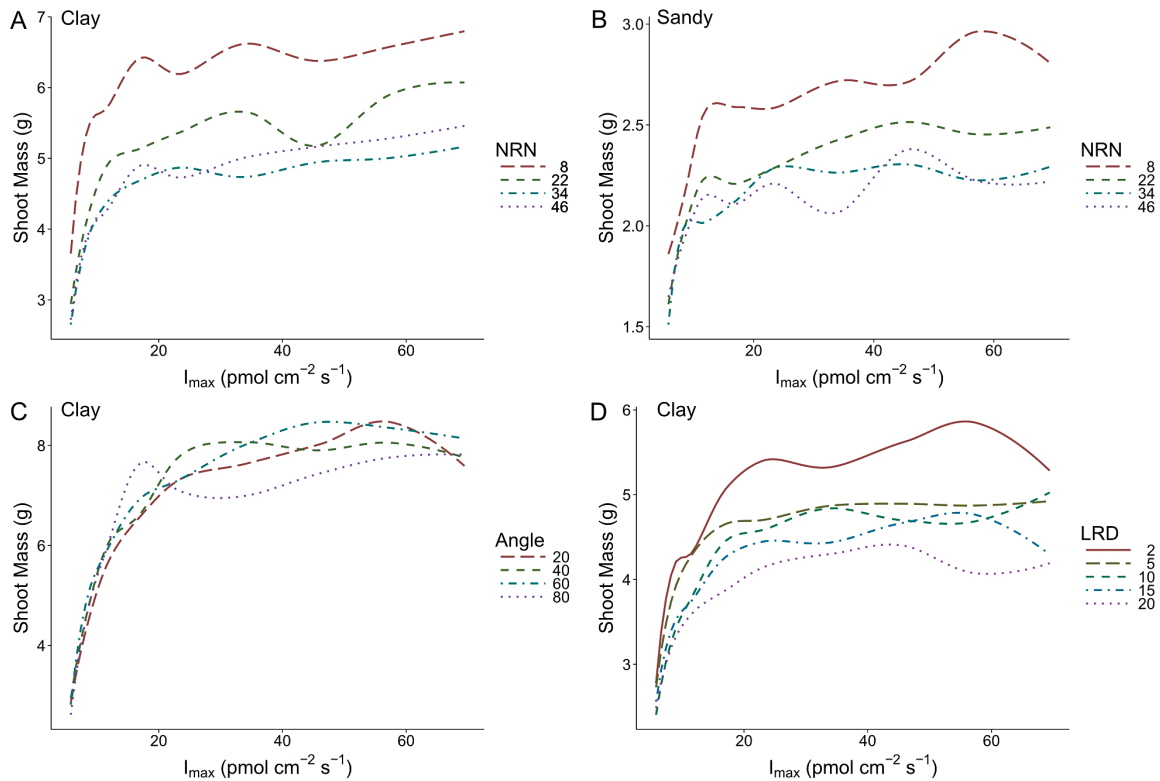 A Clay
7
6
5
4
3
Shoot Mass (g)
20 40 60
Imax (pmol cm⁻² s⁻¹)
NRN
8
22
34
46
B Sandy
3.0
2.5
2.0
1.5
Shoot Mass (g)
20 40 60
Imax (pmol cm⁻² s⁻¹)
NRN
8
22
34
46
C Clay
8
6
4
Shoot Mass (g)
20 40 60
Imax (pmol cm⁻² s⁻¹)
Angle
20
40
60
80
D Clay
6
5
4
3
Shoot Mass (g)
20 40 60
Imax (pmol cm⁻² s⁻¹)
LRD
2
5
10
15
20